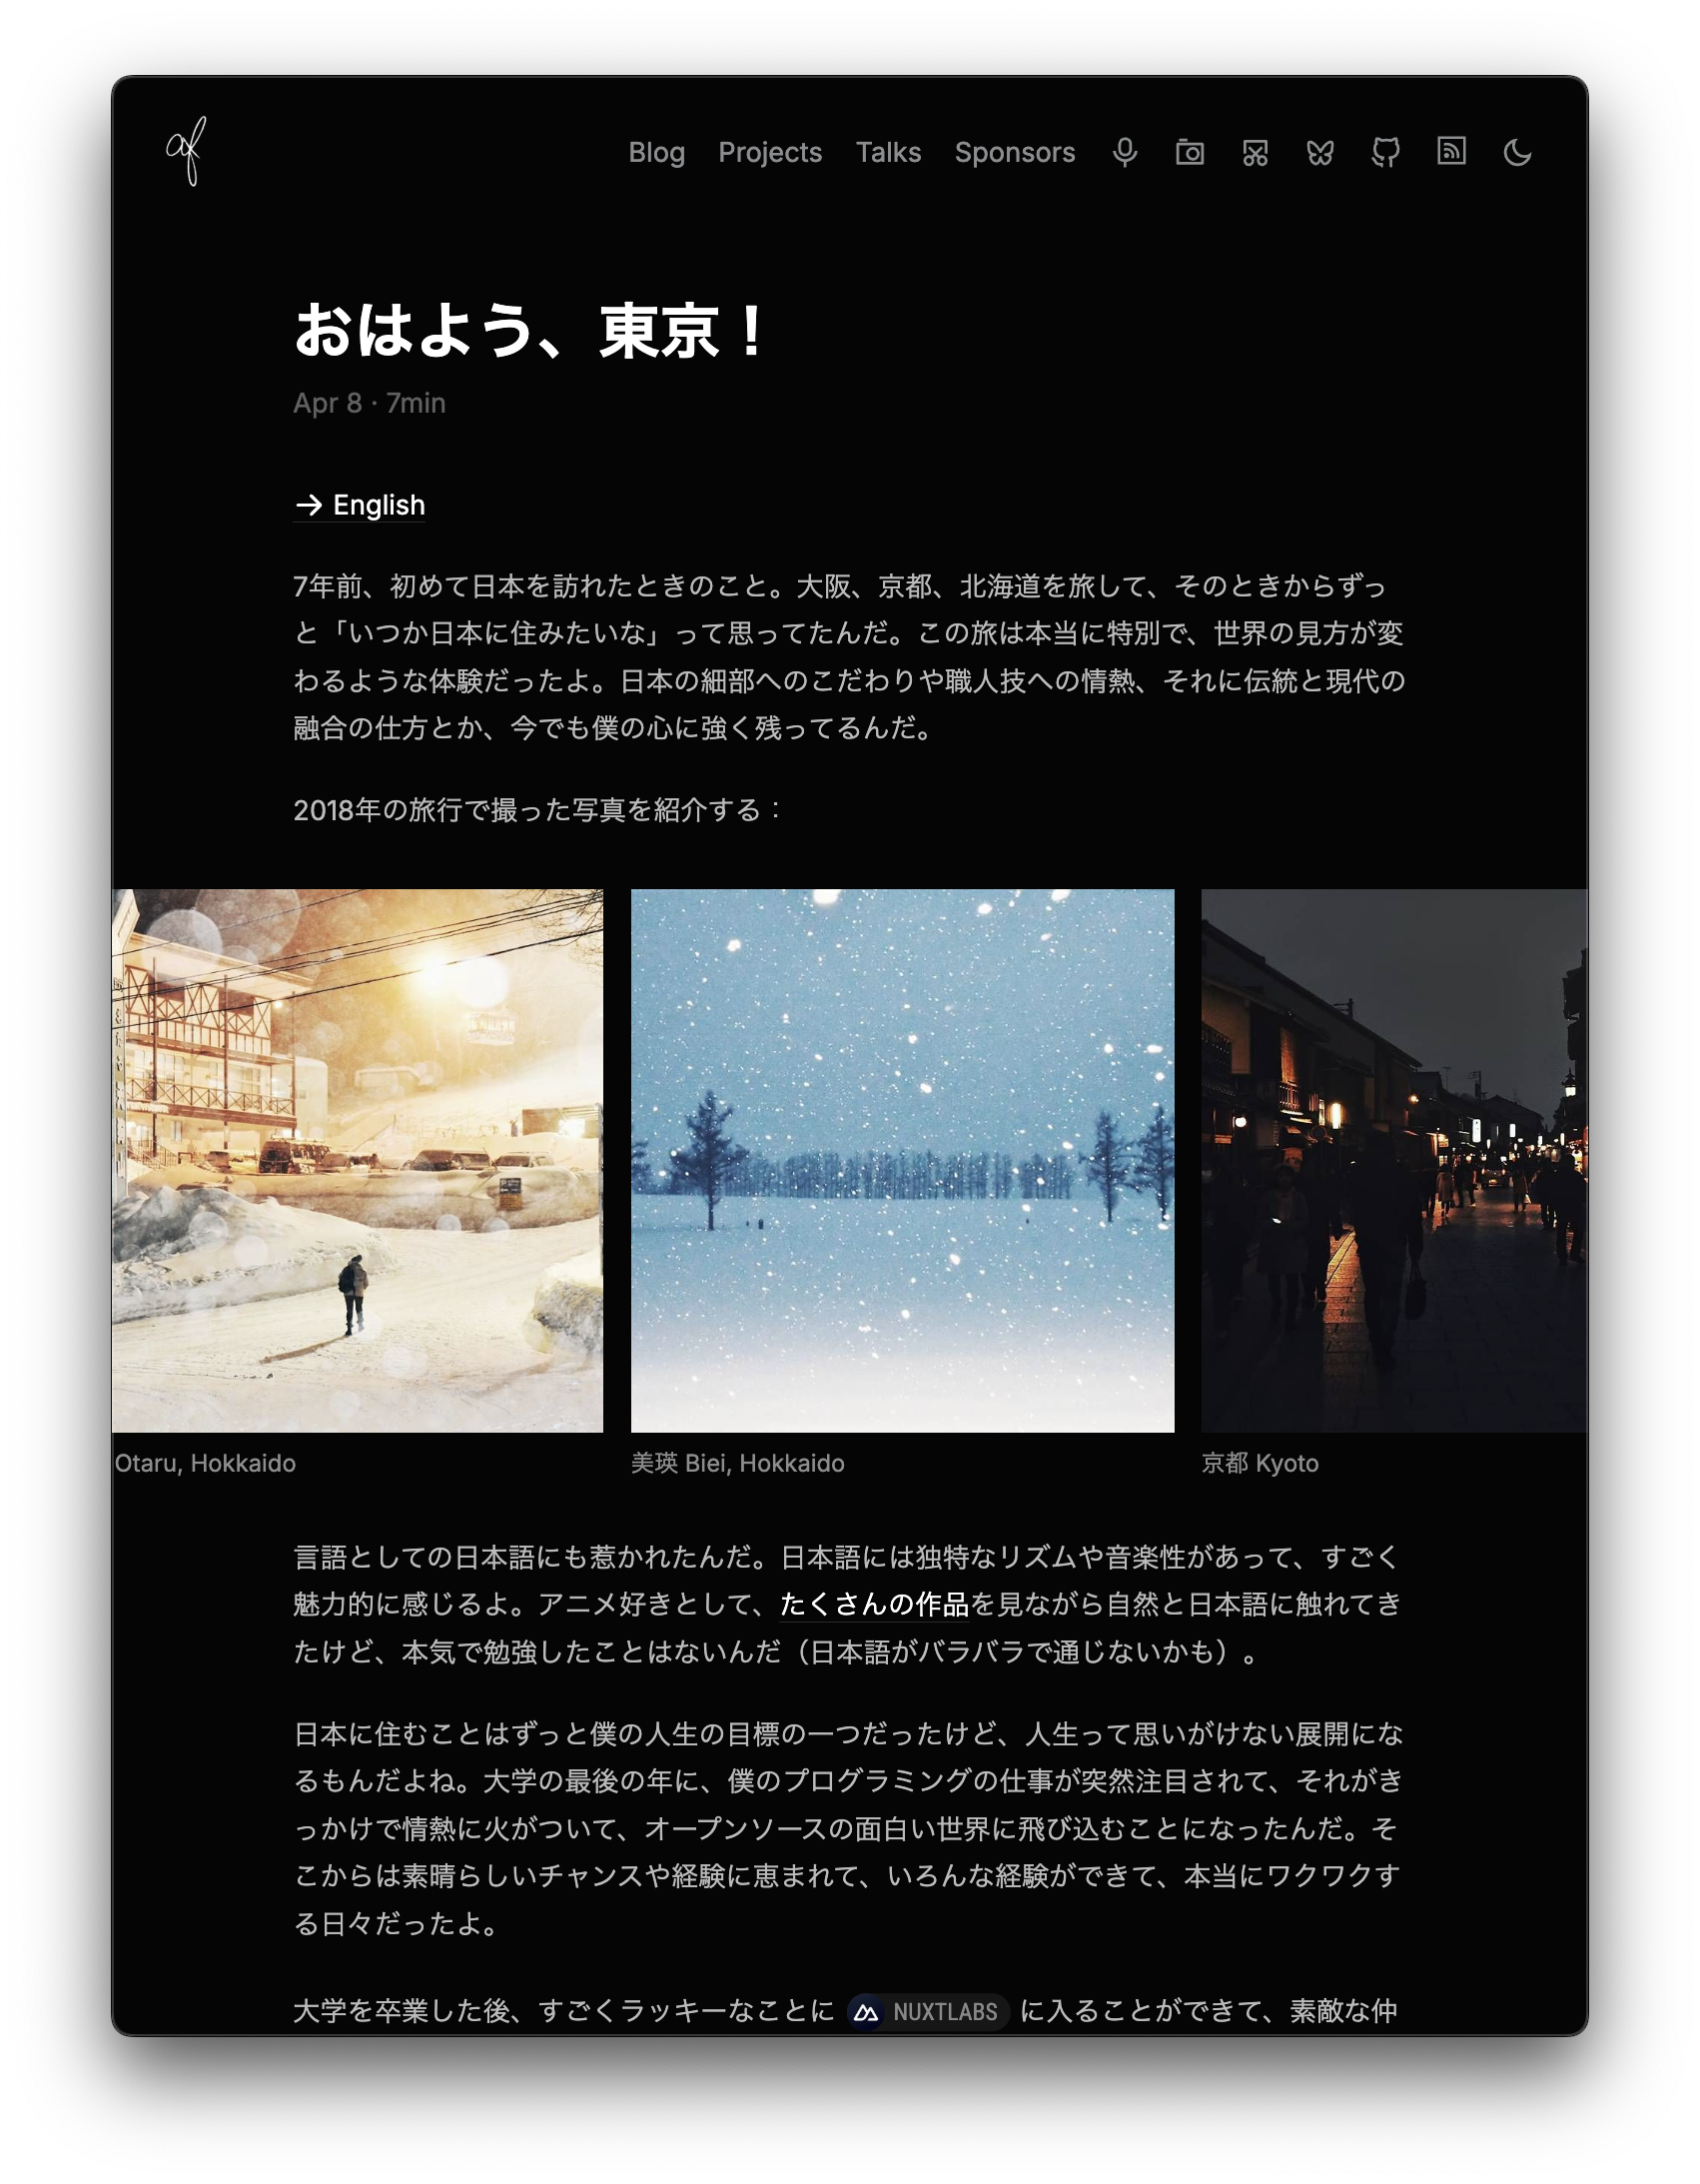 af
Blog Projects Talks Sponsors
おはよう、東京！
Apr 8 · 7min
→ English
7年前、初めて日本を訪れたときのこと。大阪、京都、北海道を旅して、そのときからずっ
と「いつか日本に住みたいな」って思ってたんだ。この旅は本当に特別で、世界の見方が変
わるような体験だったよ。日本の細部へのこだわりや職人技への情熱、それに伝統と現代の
融合の仕方とか、今でも僕の心に強く残ってるんだ。
2018年の旅行で撮った写真を紹介する：
Otaru, Hokkaido
美瑛 Biei, Hokkaido
京都 Kyoto
言語としての日本語にも惹かれたんだ。日本語には独特なリズムや音楽性があって、すごく
魅力的に感じるよ。アニメ好きとして、たくさんの作品を見ながら自然と日本語に触れてき
たけど、本気で勉強したことはないんだ（日本語がバラバラで通じないかも）。
日本に住むことはずっと僕の人生の目標の一つだったけど、人生って思いがけない展開にな
るもんだよね。大学の最後の年に、僕のプログラミングの仕事が突然注目されて、それがき
っかけで情熱に火がついて、オープンソースの面白い世界に飛び込むことになったんだ。そ
こからは素晴らしいチャンスや経験に恵まれて、いろんな経験ができて、本当にワクワクす
る日々だったよ。
大学を卒業した後、すごくラッキーなことに NUXTLABS に入ることができて、素敵な仲